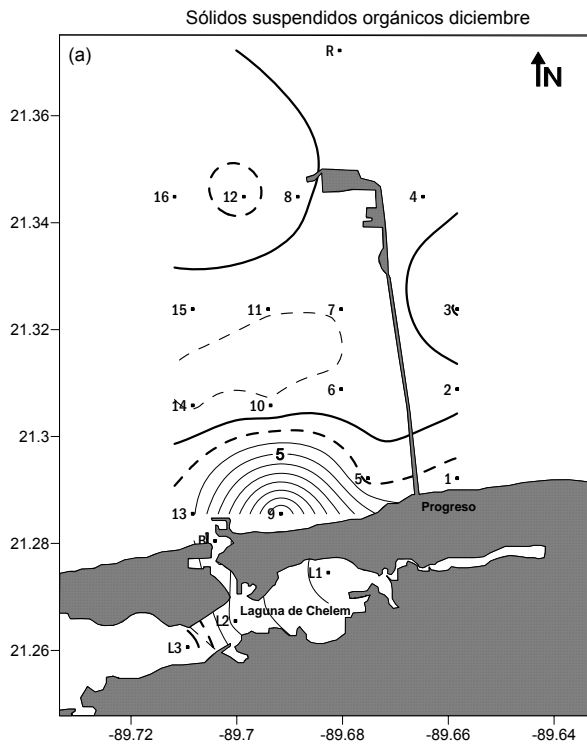 Sólidos suspendidos orgánicos diciembre
(a)
R
N
21.36
16 12 8 4
21.34
15 11 7 3
21.32
6 2
14 10
21.3
5
5 1
Progreso
13 9
21.28
L1
Laguna de Chelem
L2
L3
21.26
-89.72 -89.7 -89.68 -89.66 -89.64